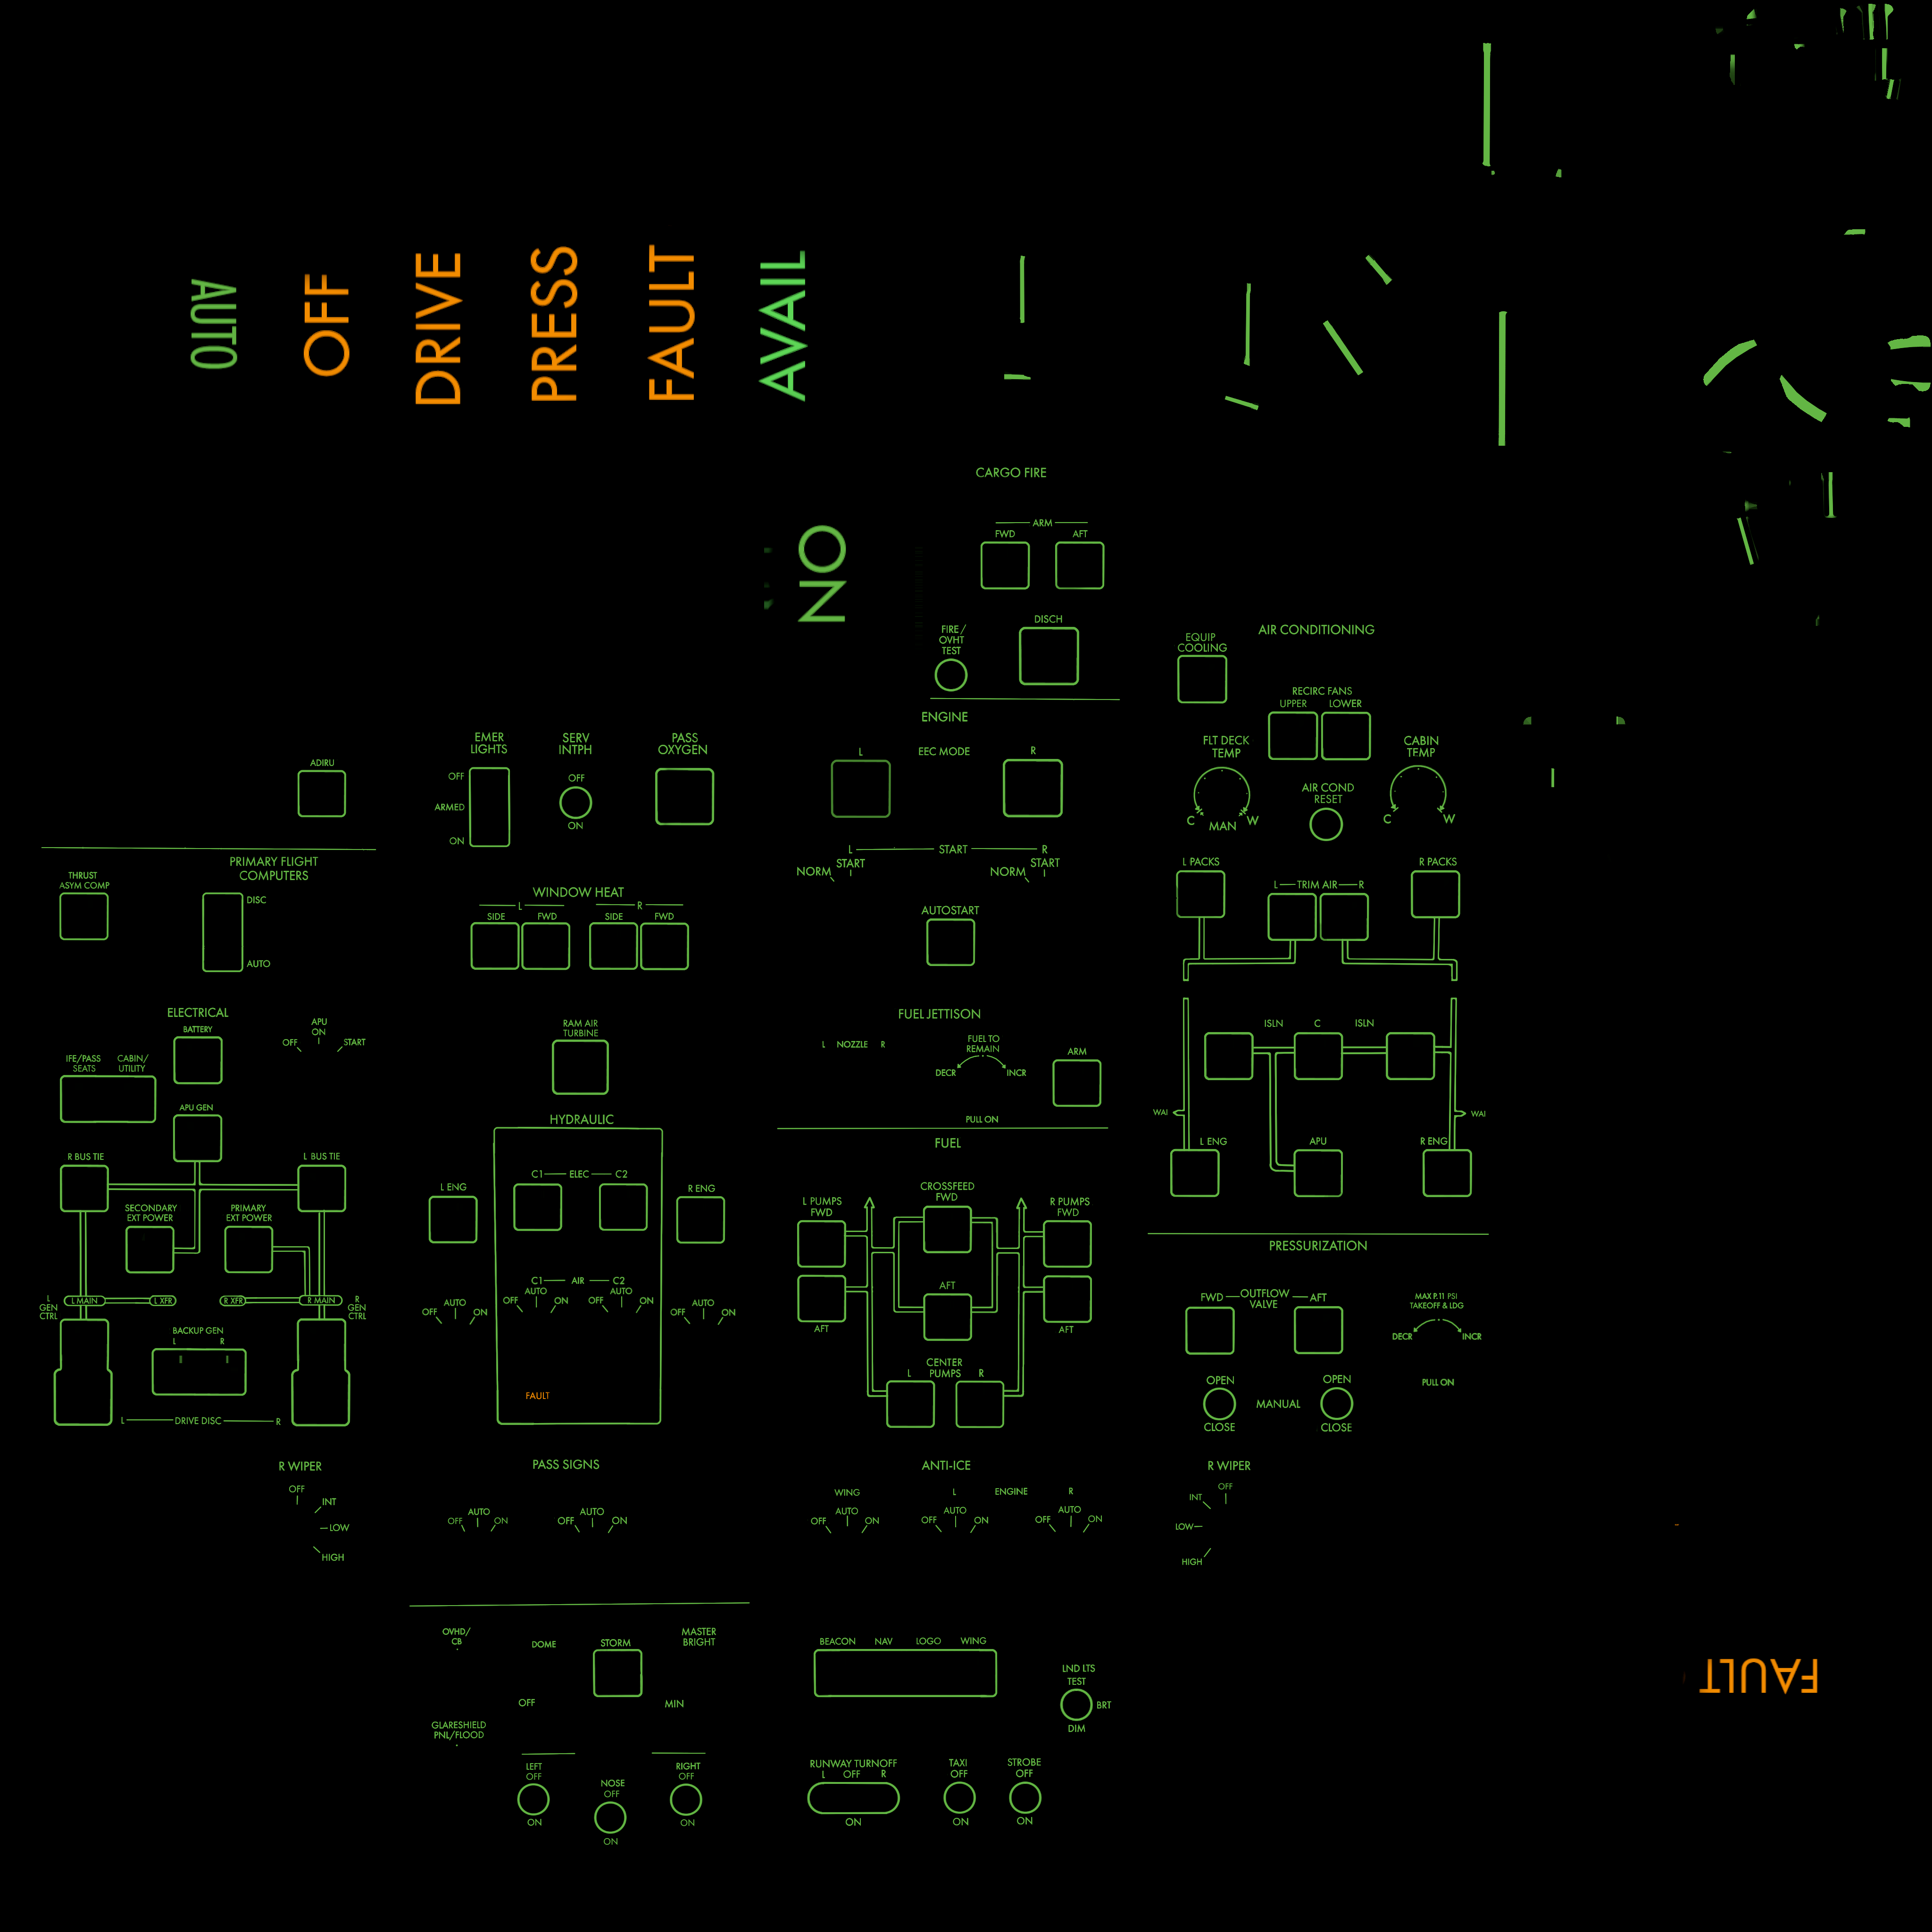 AUTO
OFF
DRIVE
PRESS
FAULT
AVAIL
CARGO FIRE
ARM
FWD AFT
ON
DISCH
FIRE/
OVHT
TEST
AIR CONDITIONING
EQUIP
COOLING
RECIRC FANS
UPPER LOWER
ENGINE
L EEC MODE R
EMER
LIGHTS
OFF
ARMED
ON
SERV
INTPH
OFF
ON
PASS
OXYGEN
ADIRU
FLT DECK
TEMP
C MAN W
CABIN
TEMP
C W
AIR COND
RESET
L START R
NORM START
NORM START
PRIMARY FLIGHT
COMPUTERS
DISC
AUTO
THRUST
ASYM COMP
WINDOW HEAT
L R
SIDE FWD SIDE FWD
AUTOSTART
L PACKS R PACKS
L TRIM AIR R
ELECTRICAL
BATTERY
APU
ON
OFF START
IFE/PASS
SEATS
CABIN/
UTILITY
APU GEN
RAM AIR
TURBINE
FUEL JETTISON
L NOZZLE R
FUEL TO
REMAIN
DECR INCR
ARM
PULL ON
ISLN C ISLN
WAI WAI
L ENG APU R ENG
R BUS TIE L BUS TIE
SECONDARY
EXT POWER
PRIMARY
EXT POWER
L
GEN
CTRL
L MAIN L XFR R XFR R MAIN
R
GEN
CTRL
BACKUP GEN
L R
L DRIVE DISC R
HYDRAULIC
C1 ELEC C2
L ENG R ENG
C1 AIR C2
AUTO AUTO
OFF ON OFF ON
AUTO AUTO
OFF ON OFF ON
FAULT
FUEL
L PUMPS
FWD
CROSSFEED
FWD
R PUMPS
FWD
AFT
AFT AFT
CENTER
L PUMPS R
PRESSURIZATION
FWD OUTFLOW AFT
VALVE
MAX P.11 PSI
TAKEOFF & LDG
DECR INCR
PULL ON
OPEN OPEN
MANUAL
CLOSE CLOSE
R WIPER
OFF
INT
LOW
HIGH
PASS SIGNS
AUTO AUTO
OFF ON OFF ON
ANTI-ICE
WING L ENGINE R
AUTO AUTO AUTO
OFF ON OFF ON OFF ON
R WIPER
OFF
INT
LOW
HIGH
OVHD/
CB
DOME
STORM
MASTER
BRIGHT
OFF MIN
GLARESHIELD
PNL/FLOOD
BEACON NAV LOGO WING
LND LTS
TEST
BRT
DIM
FAULT
LEFT
OFF
ON
NOSE
OFF
ON
RIGHT
OFF
ON
RUNWAY TURNOFF
L OFF R
ON
TAXI
OFF
ON
STROBE
OFF
ON